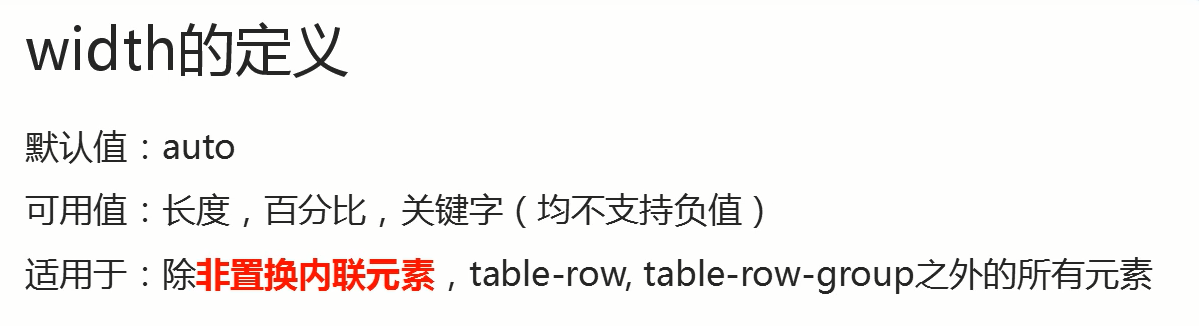 width的定义
默认值：auto
可用值：长度，百分比，关键字（均不支持负值）
适用于：除非置换内联元素，table-row, table-row-group之外的所有元素